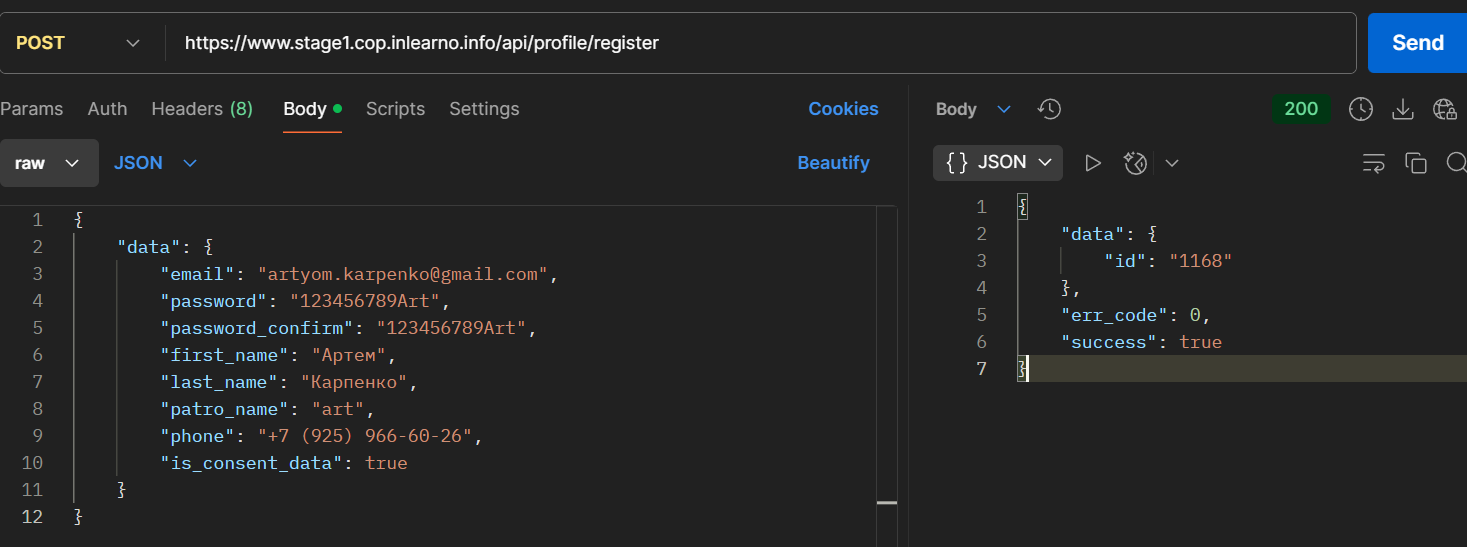 POST https://www.stage1.cop.inlearno.info/api/profile/register Send
Params Auth Headers (8) Body Scripts Settings Cookies
raw JSON Beautify
1 {
2 "data": {
3 "email": "artyom.karpenko@gmail.com",
4 "password": "123456789Art",
5 "password_confirm": "123456789Art",
6 "first_name": "Артем",
7 "last_name": "Карпенко",
8 "patro_name": "art",
9 "phone": "+7 (925) 966-60-26",
10 "is_consent_data": true
11 }
12 }
Body 200
{} JSON
1 {
2 "data": {
3 "id": "1168"
4 },
5 "err_code": 0,
6 "success": true
7 }